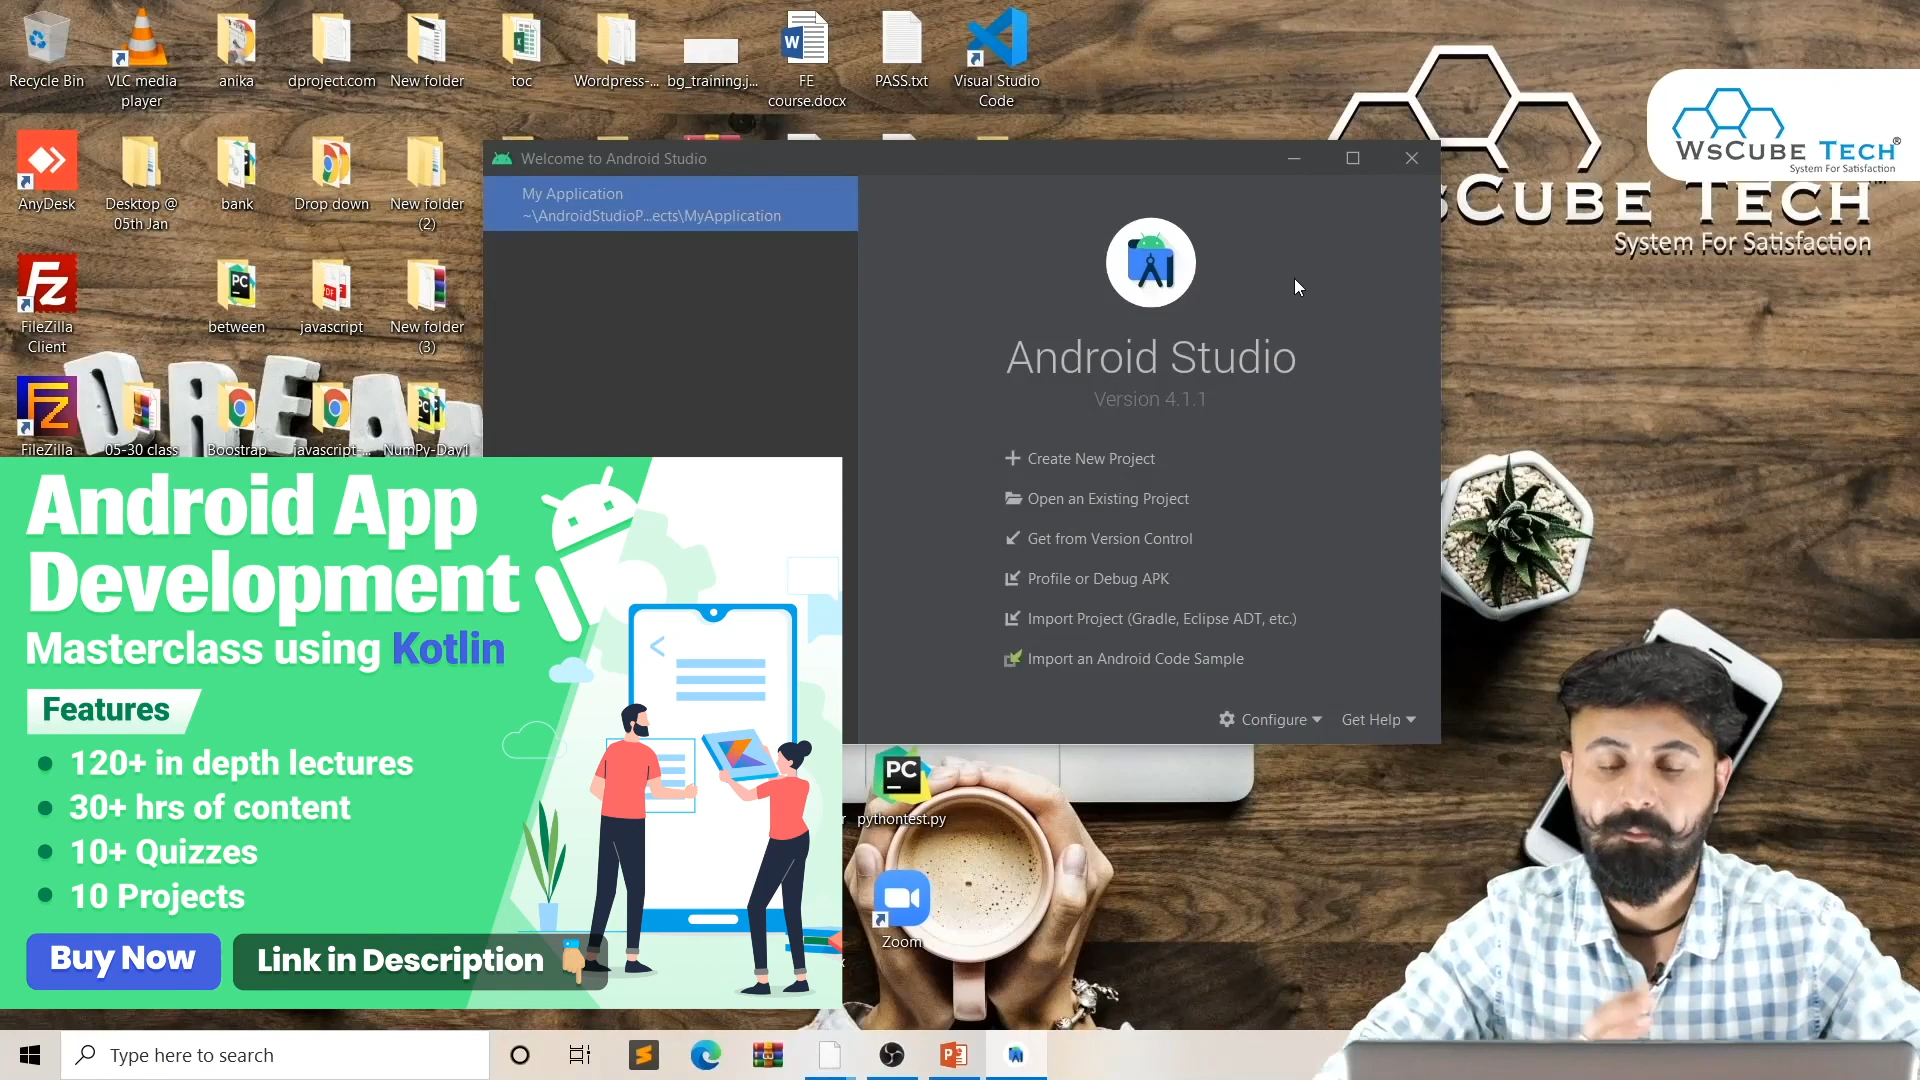 Recycle Bin
VLC media
player
anika
dproject.com
New folder
toc
Wordpress-...
bg_training.j...
FE
course.docx
PASS.txt
Visual Studio
Code
WsCube Tech®
System For Satisfaction
sCube Tech
System For Satisfaction
AnyDesk
Desktop @
05th Jan
bank
Drop down
New folder
(2)
FileZilla
Client
between
javascript
New folder
(3)
DREA
FileZilla
05-30 class
Boostrap
javascript-...
NumPy-Day1
Welcome to Android Studio
My Application
~\AndroidStudioP...ects\MyApplication
Android Studio
Version 4.1.1
Create New Project
Open an Existing Project
Get from Version Control
Profile or Debug APK
Import Project (Gradle, Eclipse ADT, etc.)
Import an Android Code Sample
Configure
Get Help
Android App
Development
Masterclass using Kotlin
Features
120+ in depth lectures
30+ hrs of content
10+ Quizzes
10 Projects
Buy Now
Link in Description
PC
pythontest.py
Zoom
Type here to search